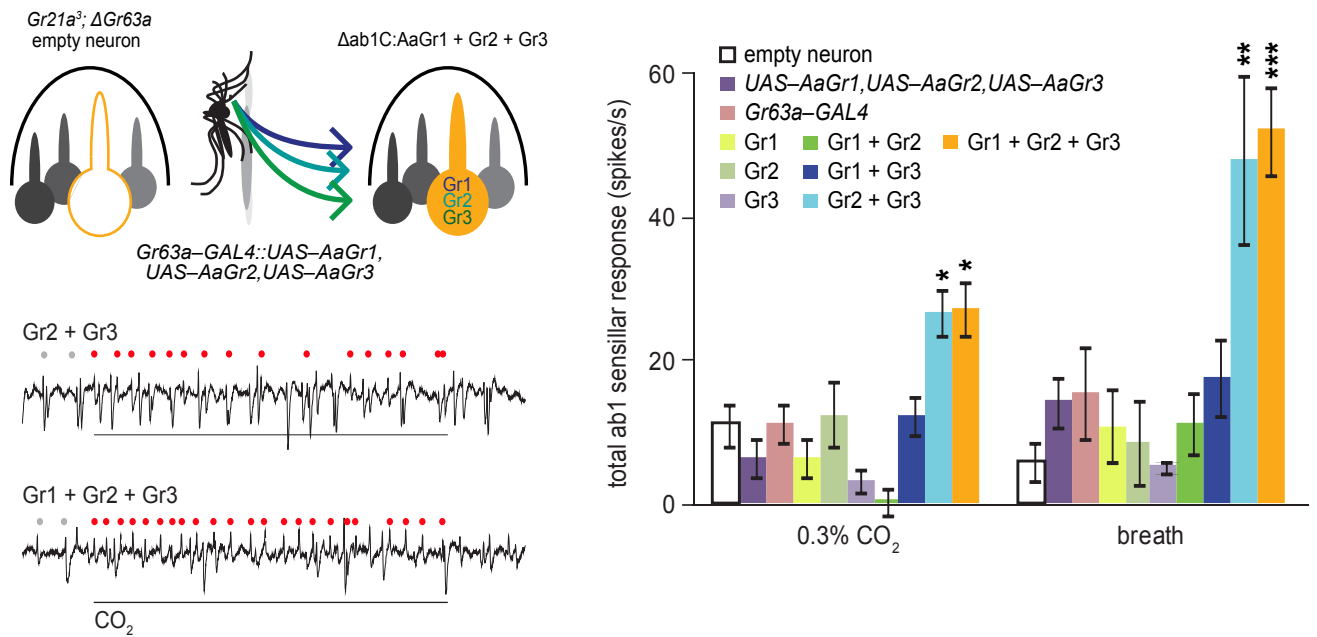 Gr21a³; ΔGr63a
empty neuron
Δab1C:AaGr1 + Gr2 + Gr3
Gr1
Gr2
Gr3
Gr63a–GAL4::UAS–AaGr1,
UAS–AaGr2,UAS–AaGr3
Gr2 + Gr3
Gr1 + Gr2 + Gr3
CO₂
total ab1 sensillar response (spikes/s)
60
40
20
0
empty neuron
UAS–AaGr1,UAS–AaGr2,UAS–AaGr3
Gr63a–GAL4
Gr1 Gr1 + Gr2 Gr1 + Gr2 + Gr3
Gr2 Gr1 + Gr3
Gr3 Gr2 + Gr3
* * ** ***
0.3% CO₂ breath